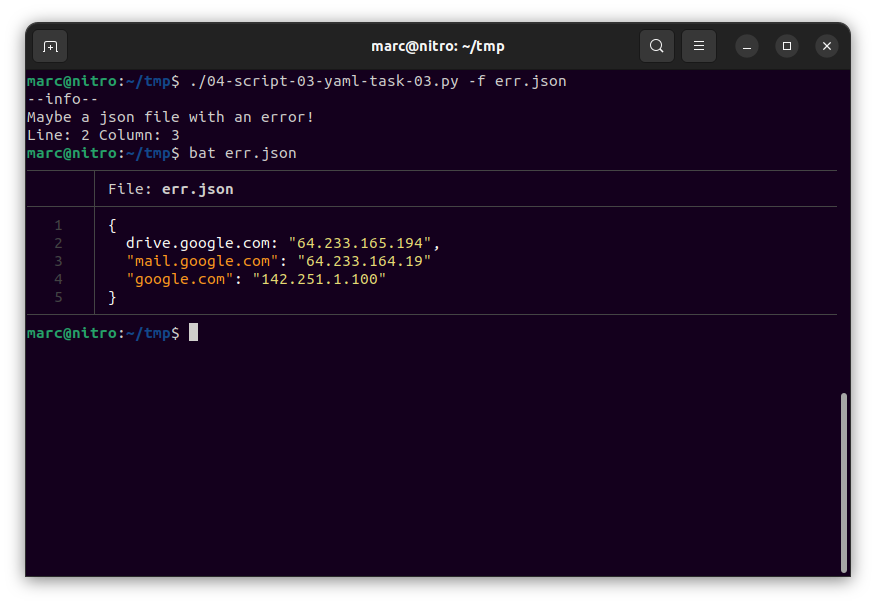 marc@nitro: ~/tmp
marc@nitro:~/tmp$ ./04-script-03-yaml-task-03.py -f err.json
--info--
Maybe a json file with an error!
Line: 2 Column: 3
marc@nitro:~/tmp$ bat err.json
File: err.json
1 {
2   drive.google.com: "64.233.165.194",
3   "mail.google.com": "64.233.164.19"
4   "google.com": "142.251.1.100"
5 }
marc@nitro:~/tmp$